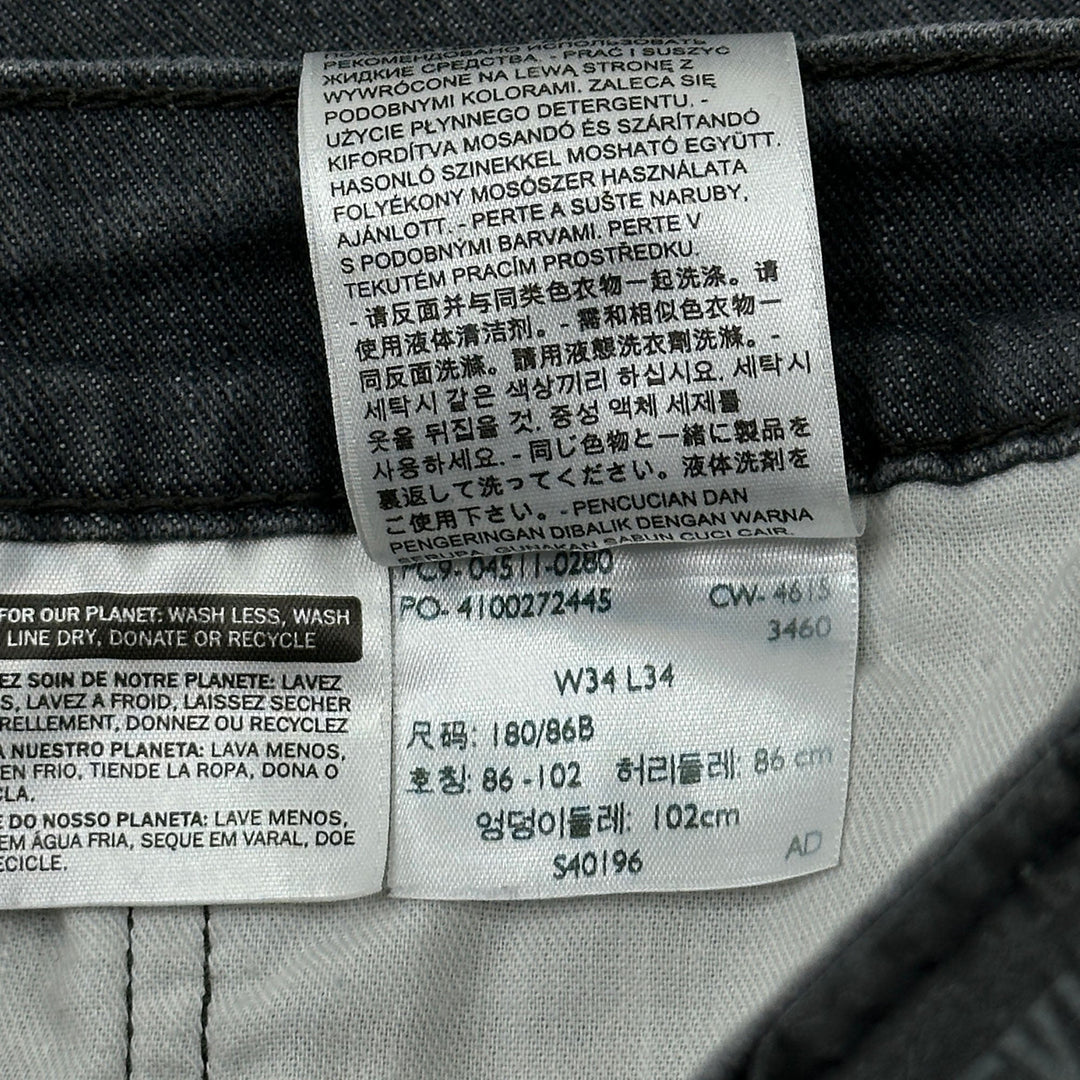 РЕКОМЕНДОВАНО ИСПОЛЬЗОВАТЬ
ЖИДКИЕ СРЕДСТВА. - PRAĆ I SUSZYĆ
WYWRÓCONE NA LEWĄ STRONĘ Z
PODOBNYMI KOLORAMI. ZALECA SIĘ
UŻYCIE PŁYNNEGO DETERGENTU. -
KIFORDÍTVA MOSANDÓ ÉS SZÁRÍTANDÓ
HASONLÓ SZINEKKEL MOSHATÓ EGYÜTT.
FOLYÉKONY MOSÓSZER HASZNÁLATA
AJÁNLOTT. - PERTE A SUŠTE NARUBY,
S PODOBNÝMI BARVAMI. PERTE V
TEKUTÉM PRACÍM PROSTŘEDKU.
- 请反面并与同类色衣物一起洗涤。请
使用液体清洁剂。- 需和相似色衣物一
同反面洗滌。請用液態洗衣劑洗滌。-
세탁시 같은 색상끼리 하십시요. 세탁시
옷을 뒤집을 것. 중성 액체 세제를
사용하세요. - 同じ色物と一緒に製品を
裏返して洗ってください。液体洗剤を
ご使用下さい。- PENCUCIAN DAN
PENGERINGAN DIBALIK DENGAN WARNA
SERUPA. GUNAKAN SABUN CUCI CAIR.
PC9- 04511-0280
PO- 4100272445 CW- 4615
3460
W34 L34
尺码: 180/86B
호칭: 86 -102 허리둘레: 86 cm
엉덩이둘레: 102cm
S40196 AD
FOR OUR PLANET: WASH LESS, WASH
LINE DRY, DONATE OR RECYCLE
EZ SOIN DE NOTRE PLANETE: LAVEZ
S, LAVEZ A FROID, LAISSEZ SECHER
RELLEMENT, DONNEZ OU RECYCLEZ
A NUESTRO PLANETA: LAVA MENOS,
EN FRIO, TIENDE LA ROPA, DONA O
CLA.
E DO NOSSO PLANETA: LAVE MENOS,
EM ÁGUA FRIA, SEQUE EM VARAL, DOE
ECICLE.